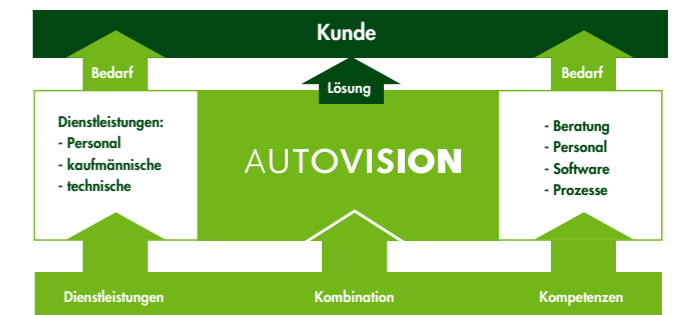 Kunde
Bedarf
Lösung
Bedarf
Dienstleistungen:
- Personal
- kaufmännische
- technische
AUTOVISION
- Beratung
- Personal
- Software
- Prozesse
Dienstleistungen
Kombination
Kompetenzen